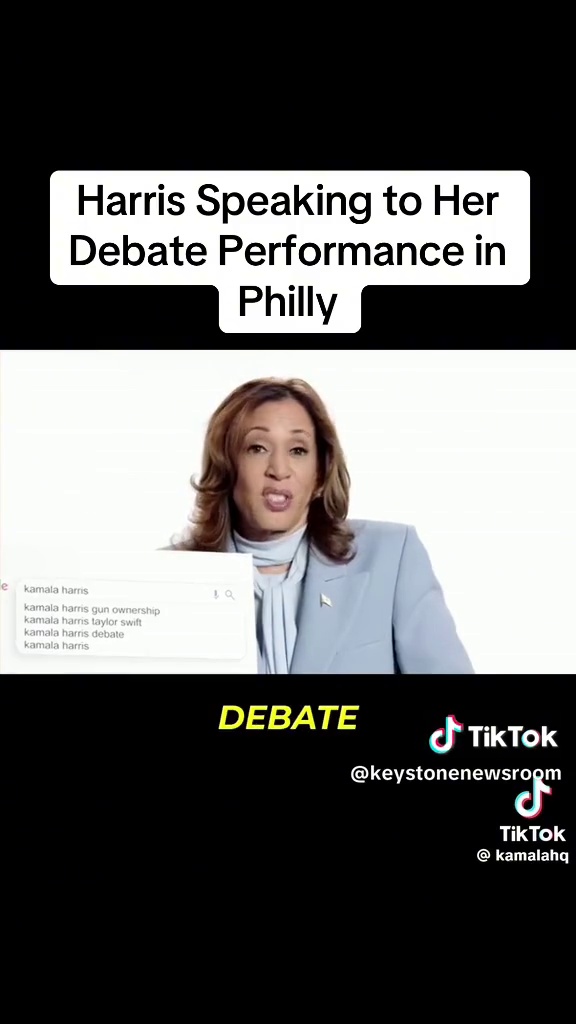 Harris Speaking to Her
Debate Performance in
Philly
e
kamala harris
kamala harris gun ownership
kamala harris taylor swift
kamala harris debate
kamala harris
DEBATE
TikTok
@keystonenewsroom
TikTok
@ kamalahq